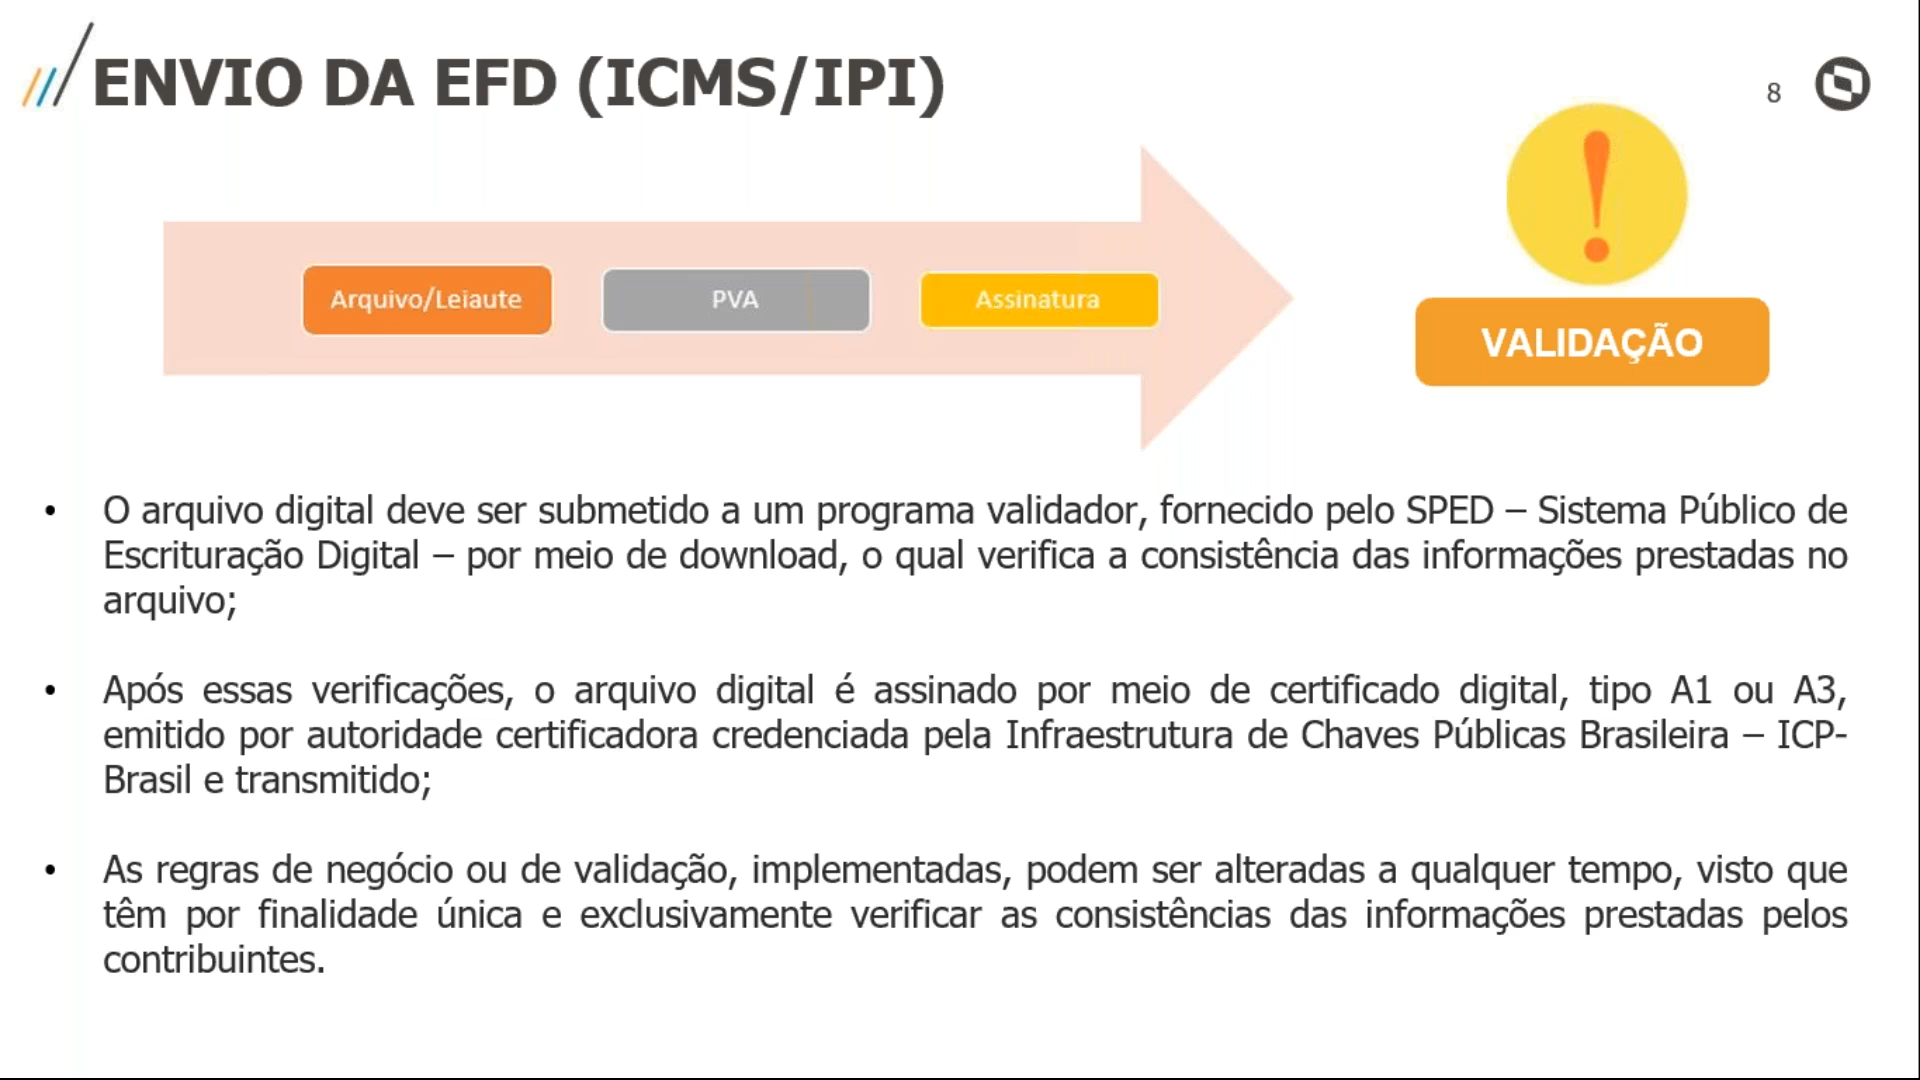 ENVIO DA EFD (ICMS/IPI)
8
Arquivo/Leiaute
PVA
Assinatura
!
VALIDAÇÃO
• O arquivo digital deve ser submetido a um programa validador, fornecido pelo SPED – Sistema Público de
Escrituração Digital – por meio de download, o qual verifica a consistência das informações prestadas no
arquivo;
• Após essas verificações, o arquivo digital é assinado por meio de certificado digital, tipo A1 ou A3,
emitido por autoridade certificadora credenciada pela Infraestrutura de Chaves Públicas Brasileira – ICP-
Brasil e transmitido;
• As regras de negócio ou de validação, implementadas, podem ser alteradas a qualquer tempo, visto que
têm por finalidade única e exclusivamente verificar as consistências das informações prestadas pelos
contribuintes.